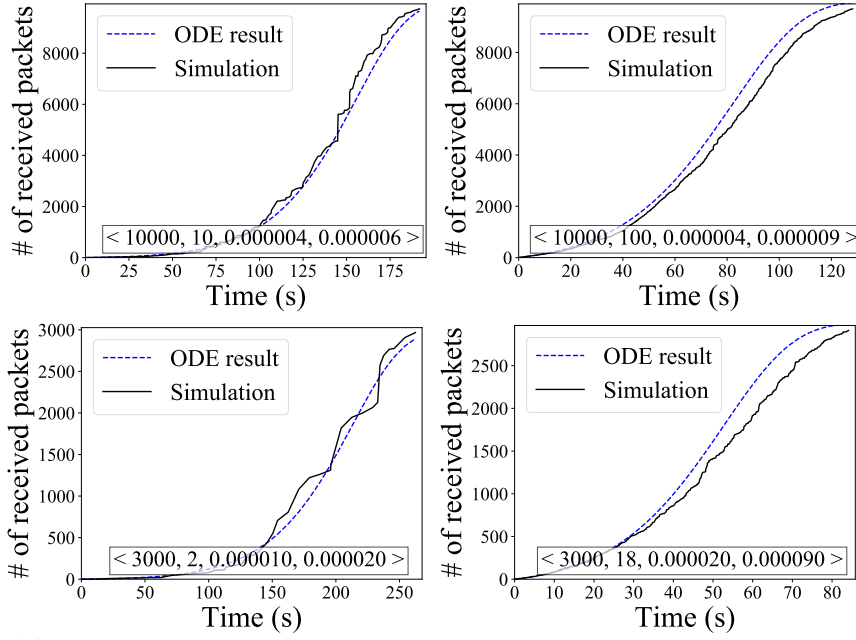 # of received packets
8000
6000
4000
2000
0
ODE result
Simulation
< 10000, 10, 0.000004, 0.000006 >
0 25 50 75 100 125 150 175
Time (s)
# of received packets
8000
6000
4000
2000
0
ODE result
Simulation
< 10000, 100, 0.000004, 0.000009 >
0 20 40 60 80 100 120
Time (s)
# of received packets
3000
2500
2000
1500
1000
500
0
ODE result
Simulation
< 3000, 2, 0.000010, 0.000020 >
0 50 100 150 200 250
Time (s)
# of received packets
2500
2000
1500
1000
500
0
ODE result
Simulation
< 3000, 18, 0.000020, 0.000090 >
0 10 20 30 40 50 60 70 80
Time (s)